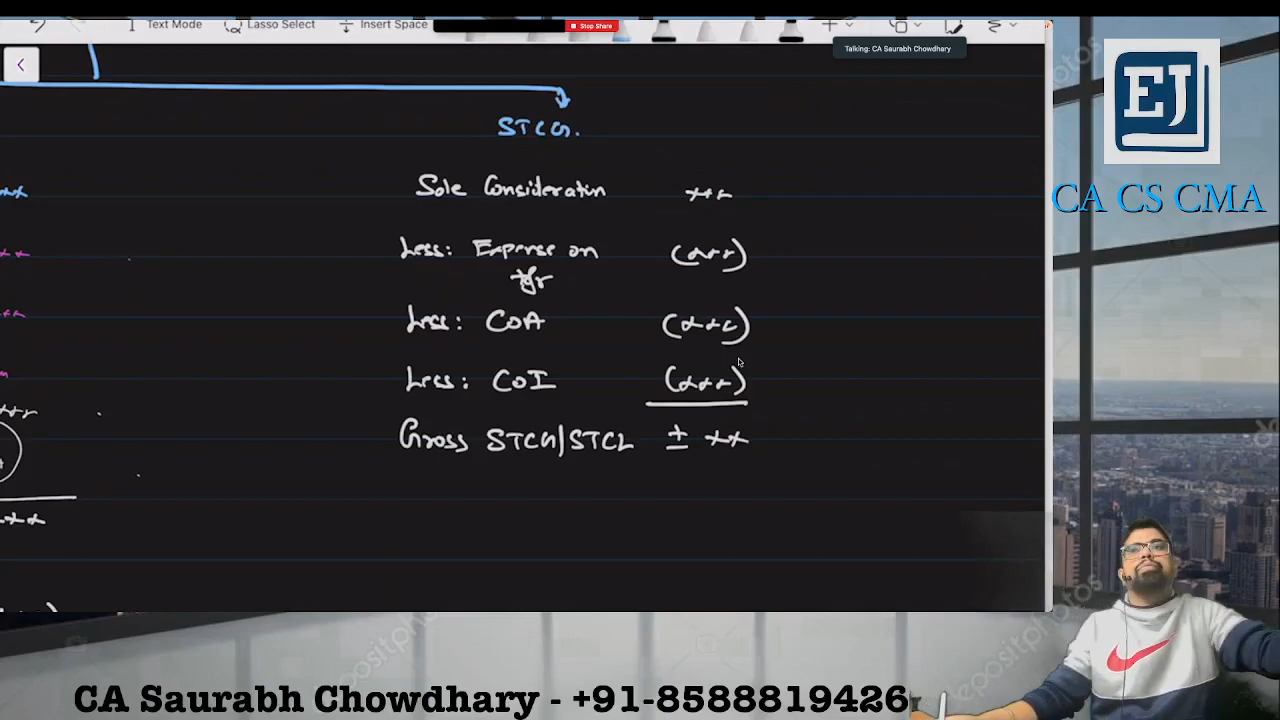 Text Mode
Lasso Select
Insert Space
Stop Share
Talking: CA Saurabh Chowdhary
EJ
CA CS CMA
STCG.
Sole Consideratin xxx
Less: Expense on (xxx)
tfr
Less: COA (xxx)
Less: COI (xxx)
Gross STCG/STCL ± xx
CA Saurabh Chowdhary - +91-8588819426